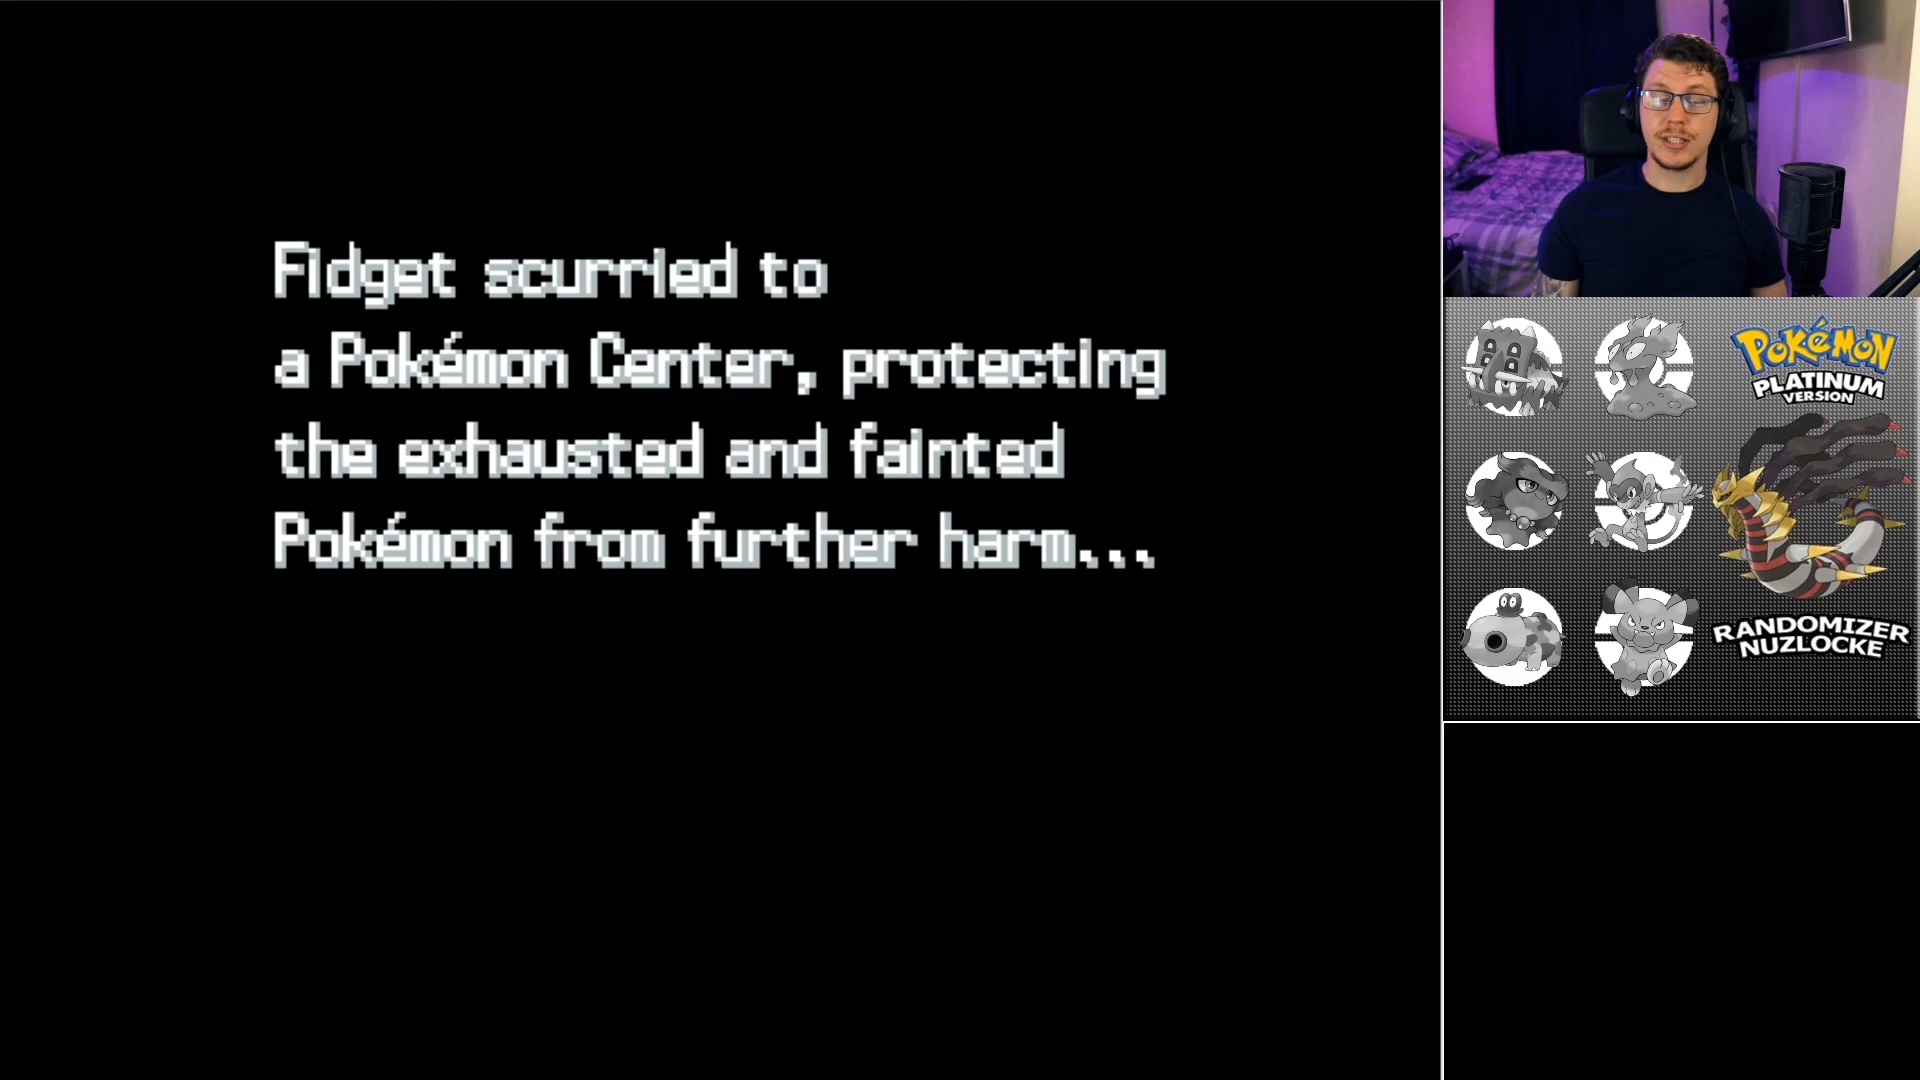 Fidget scurried to
a Pokémon Center, protecting
the exhausted and fainted
Pokémon from further harm...
POKéMON
PLATINUM
VERSION
RANDOMIZER
NUZLOCKE